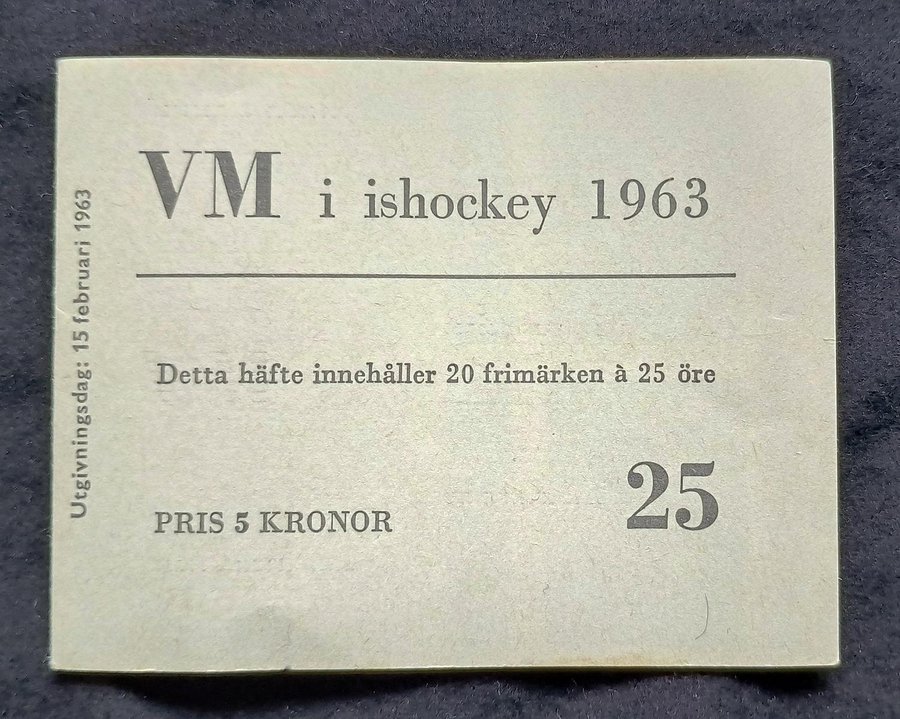 VM i ishockey 1963
Utgivningsdag: 15 februari 1963
Detta häfte innehåller 20 frimärken à 25 öre
PRIS 5 KRONOR
25